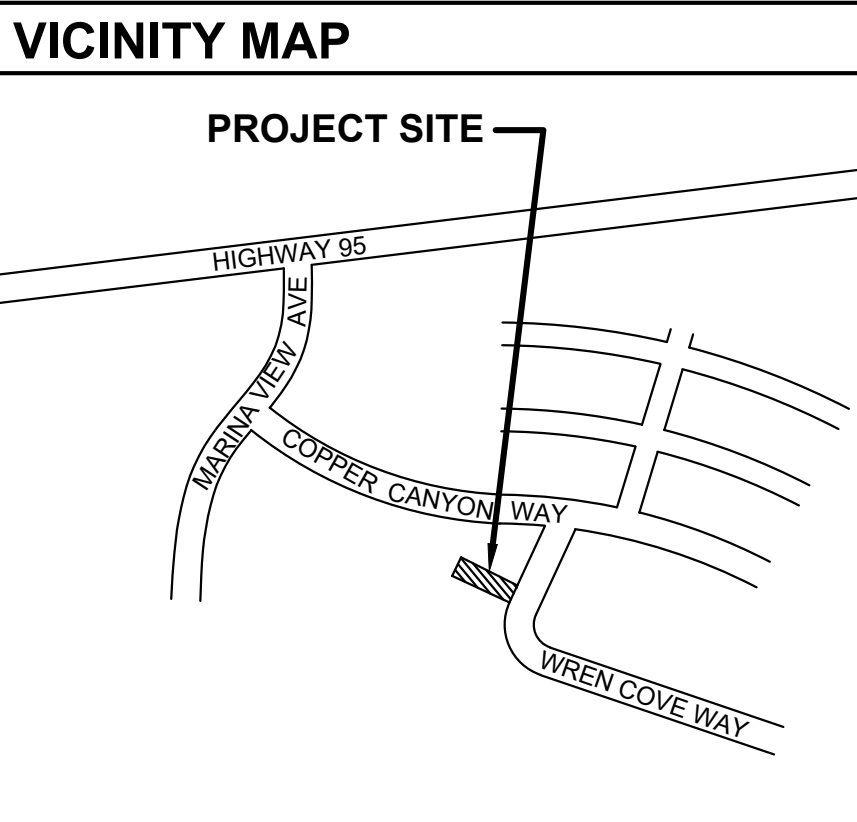 VICINITY MAP
PROJECT SITE
HIGHWAY 95
MARINA VIEW AVE
COPPER CANYON WAY
WREN COVE WAY